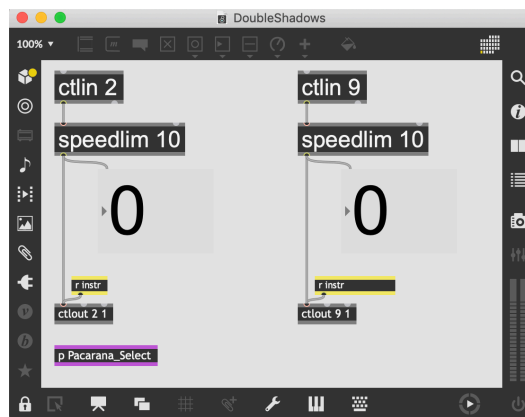 DoubleShadows
100% ▼
ctlin 2
ctlin 9
speedlim 10
speedlim 10
0
0
r instr
r instr
ctlout 2 1
ctlout 9 1
p Pacarana_Select